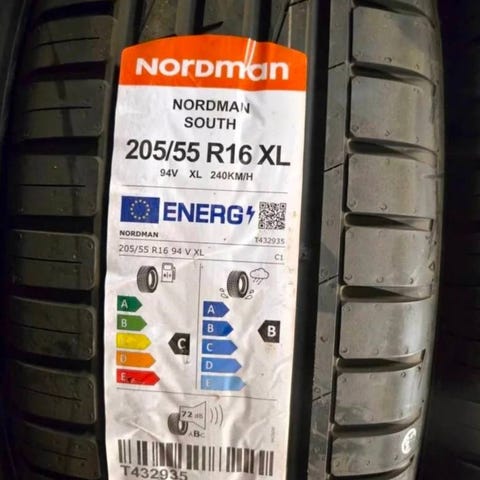 NORDMAN
NORDMAN
SOUTH
205/55 R16 XL
94V XL 240KM/H
ENERG
NORDMAN T432935
205/55 R16 94 V XL C1
A
B
C
D
E
C
A
B
C
D
E
B
72 dB
ABC
T432935